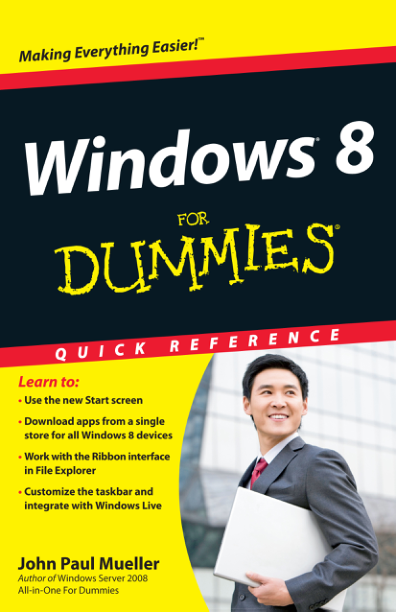 Making Everything Easier!™
Windows® 8
FOR
DUMMIES®
QUICK REFERENCE
Learn to:
• Use the new Start screen
• Download apps from a single
store for all Windows 8 devices
• Work with the Ribbon interface
in File Explorer
• Customize the taskbar and
integrate with Windows Live
John Paul Mueller
Author of Windows Server 2008
All-in-One For Dummies